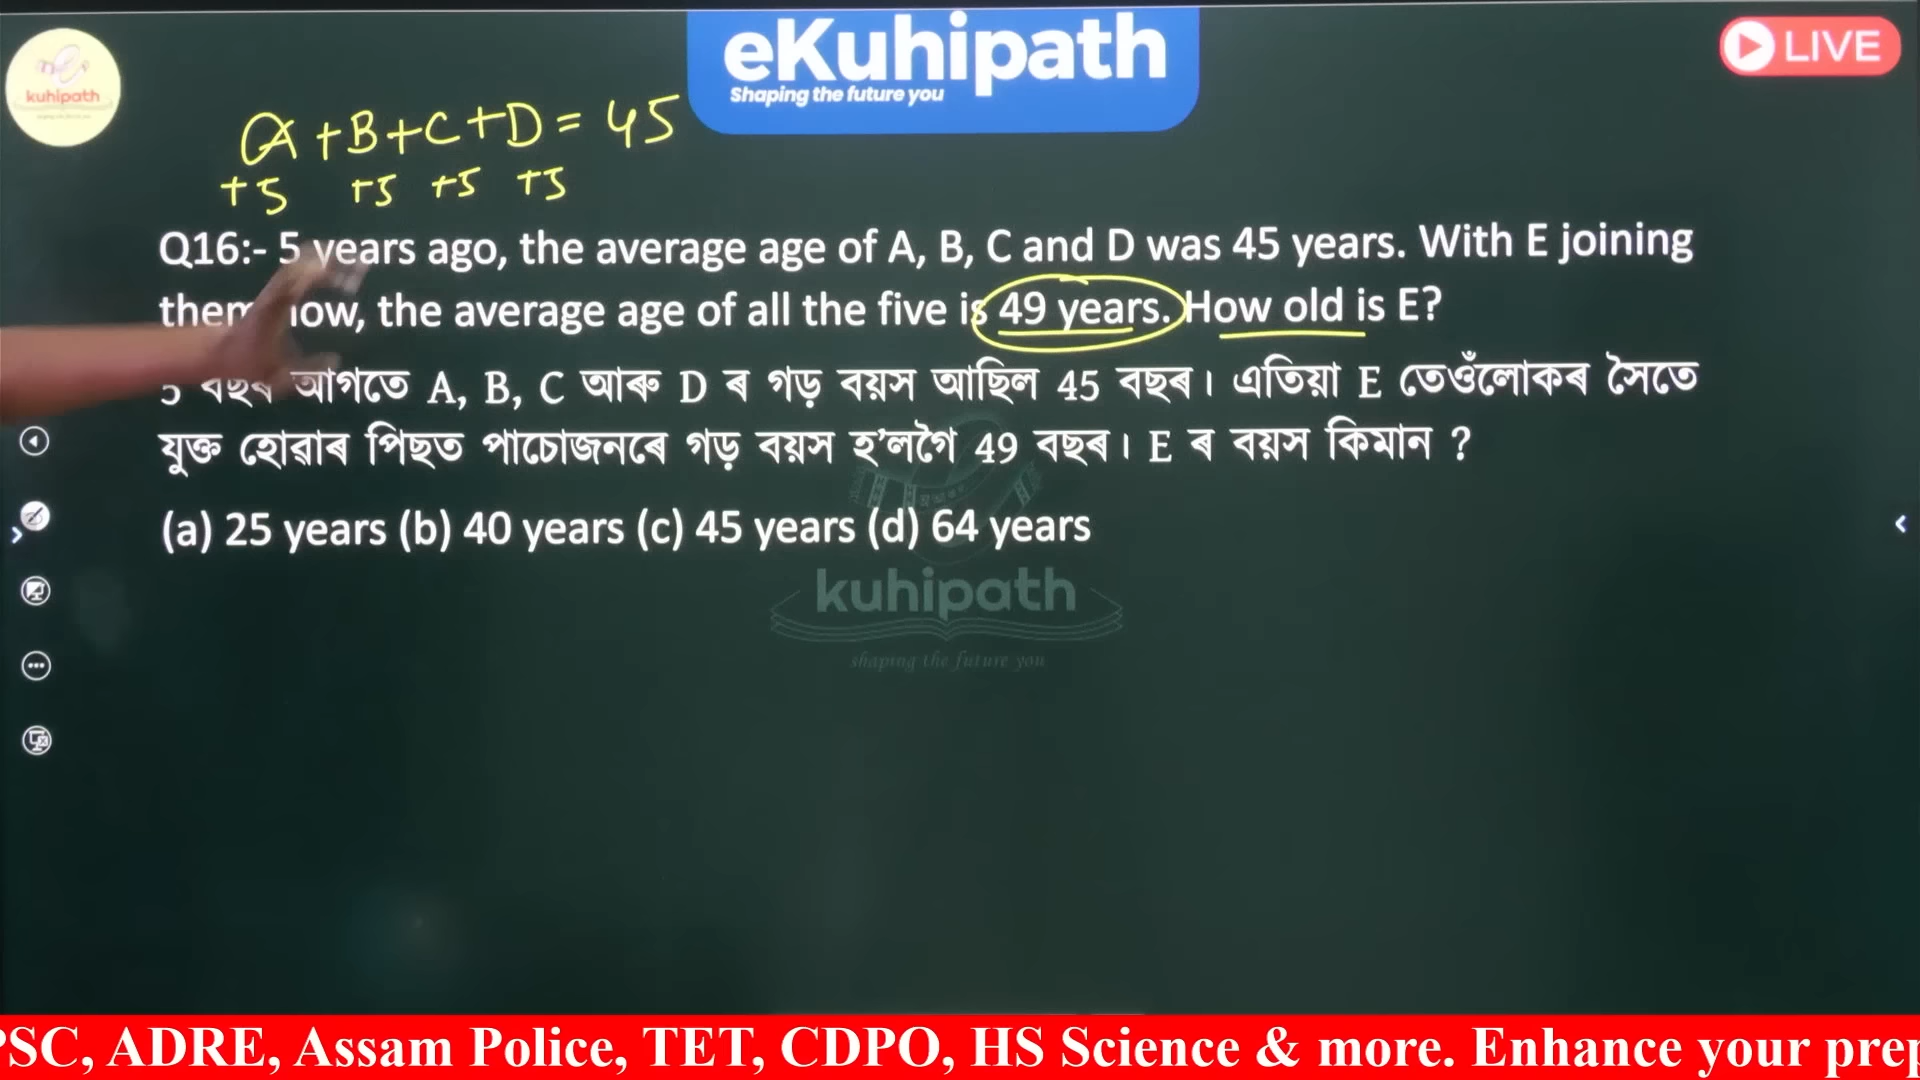 eKuhipath
Shaping the future you
LIVE
kuhipath
A+B+C+D = 45
+5 +5 +5 +5
Q16:- 5 years ago, the average age of A, B, C and D was 45 years. With E joining
them now, the average age of all the five is 49 years. How old is E?
5 বছৰ আগতে A, B, C আৰু D ৰ গড় বয়স আছিল 45 বছৰ। এতিয়া E তেওঁলোকৰ সৈতে
যুক্ত হোৱাৰ পিছত পাচোজনৰে গড় বয়স হ'লগৈ 49 বছৰ। E ৰ বয়স কিমান ?
(a) 25 years (b) 40 years (c) 45 years (d) 64 years
kuhipath
shaping the future you
PSC, ADRE, Assam Police, TET, CDPO, HS Science & more. Enhance your prep